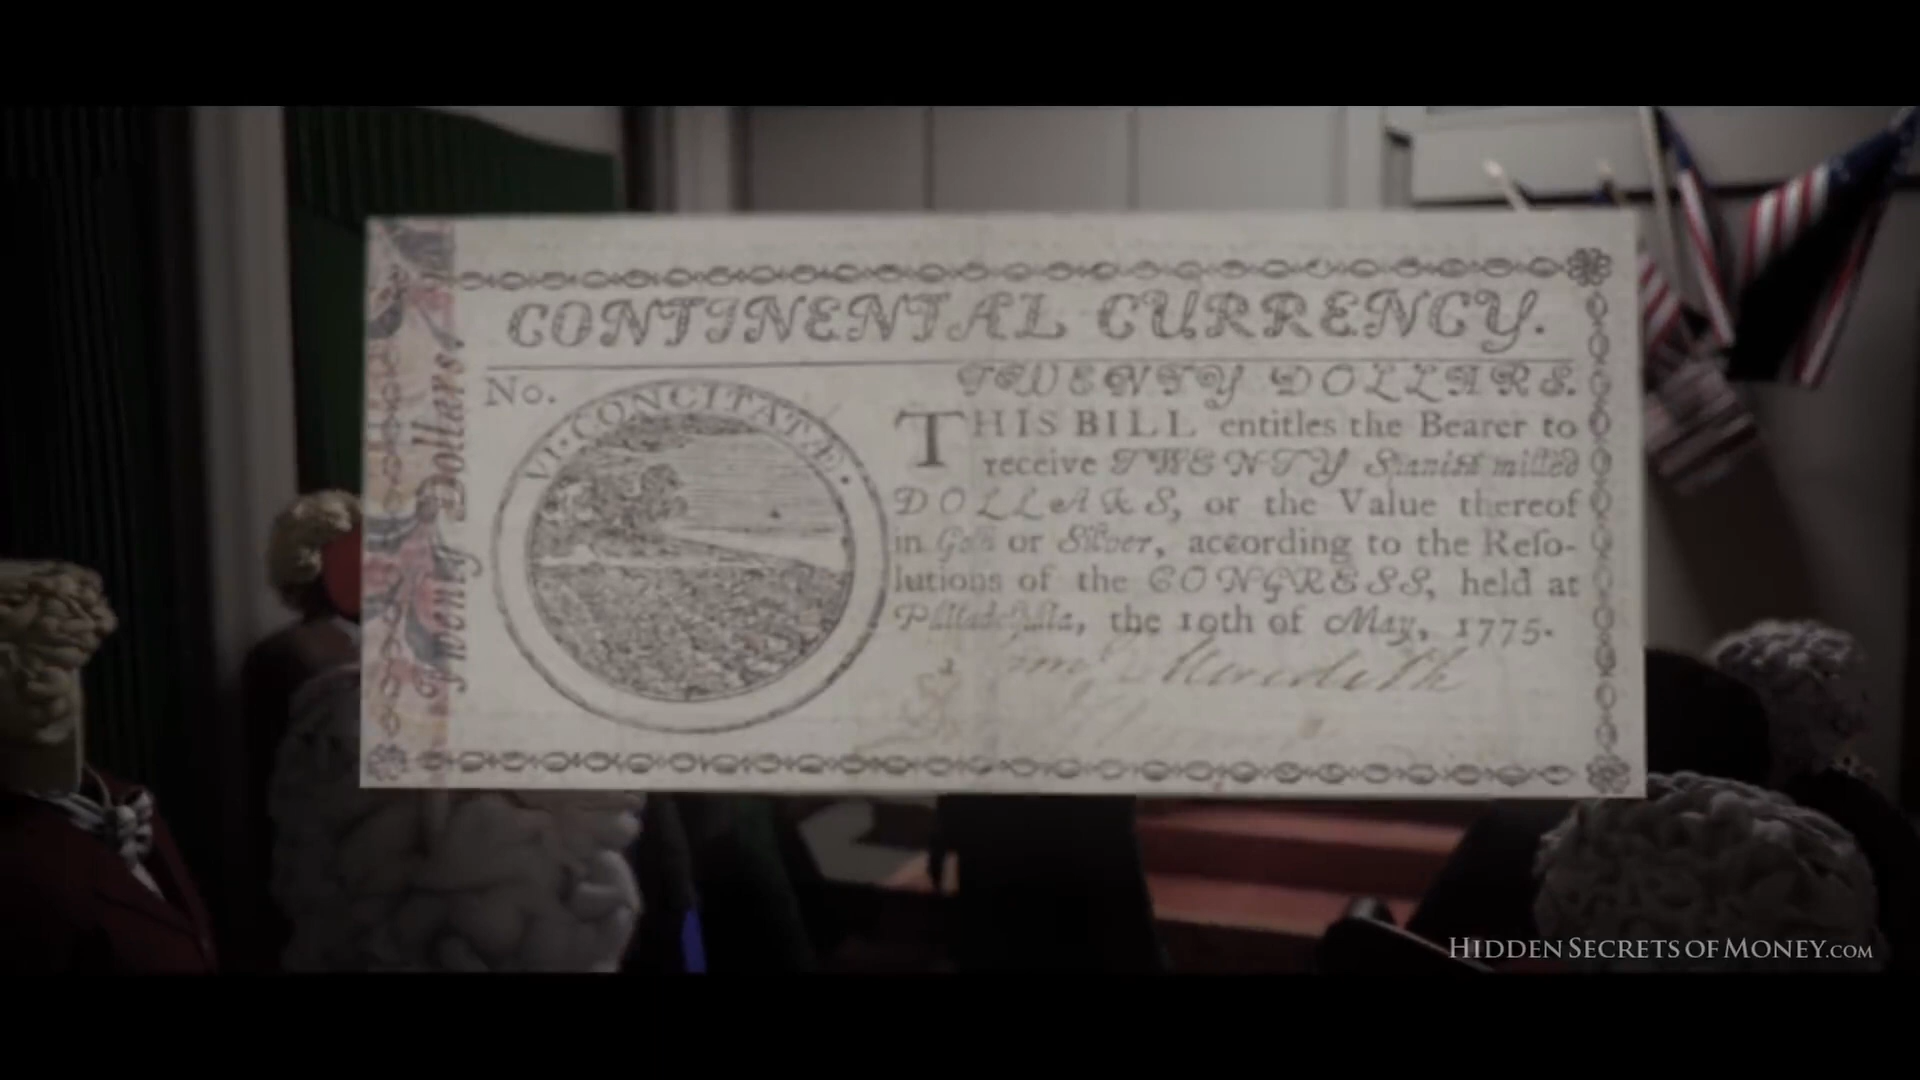 CONTINENTAL CURRENCY.
Twenty Dollars
No.
VI·CONCITATÆ·
TWENTY DOLLARS.
THIS BILL entitles the Bearer to
receive TWENTY Spanish milled
DOLLARS, or the Value thereof
in Gold or Silver, according to the Reſo-
lutions of the CONGRESS, held at
Philadelphia, the 10th of May, 1775.
Meredith
HIDDEN SECRETS OF MONEY.COM